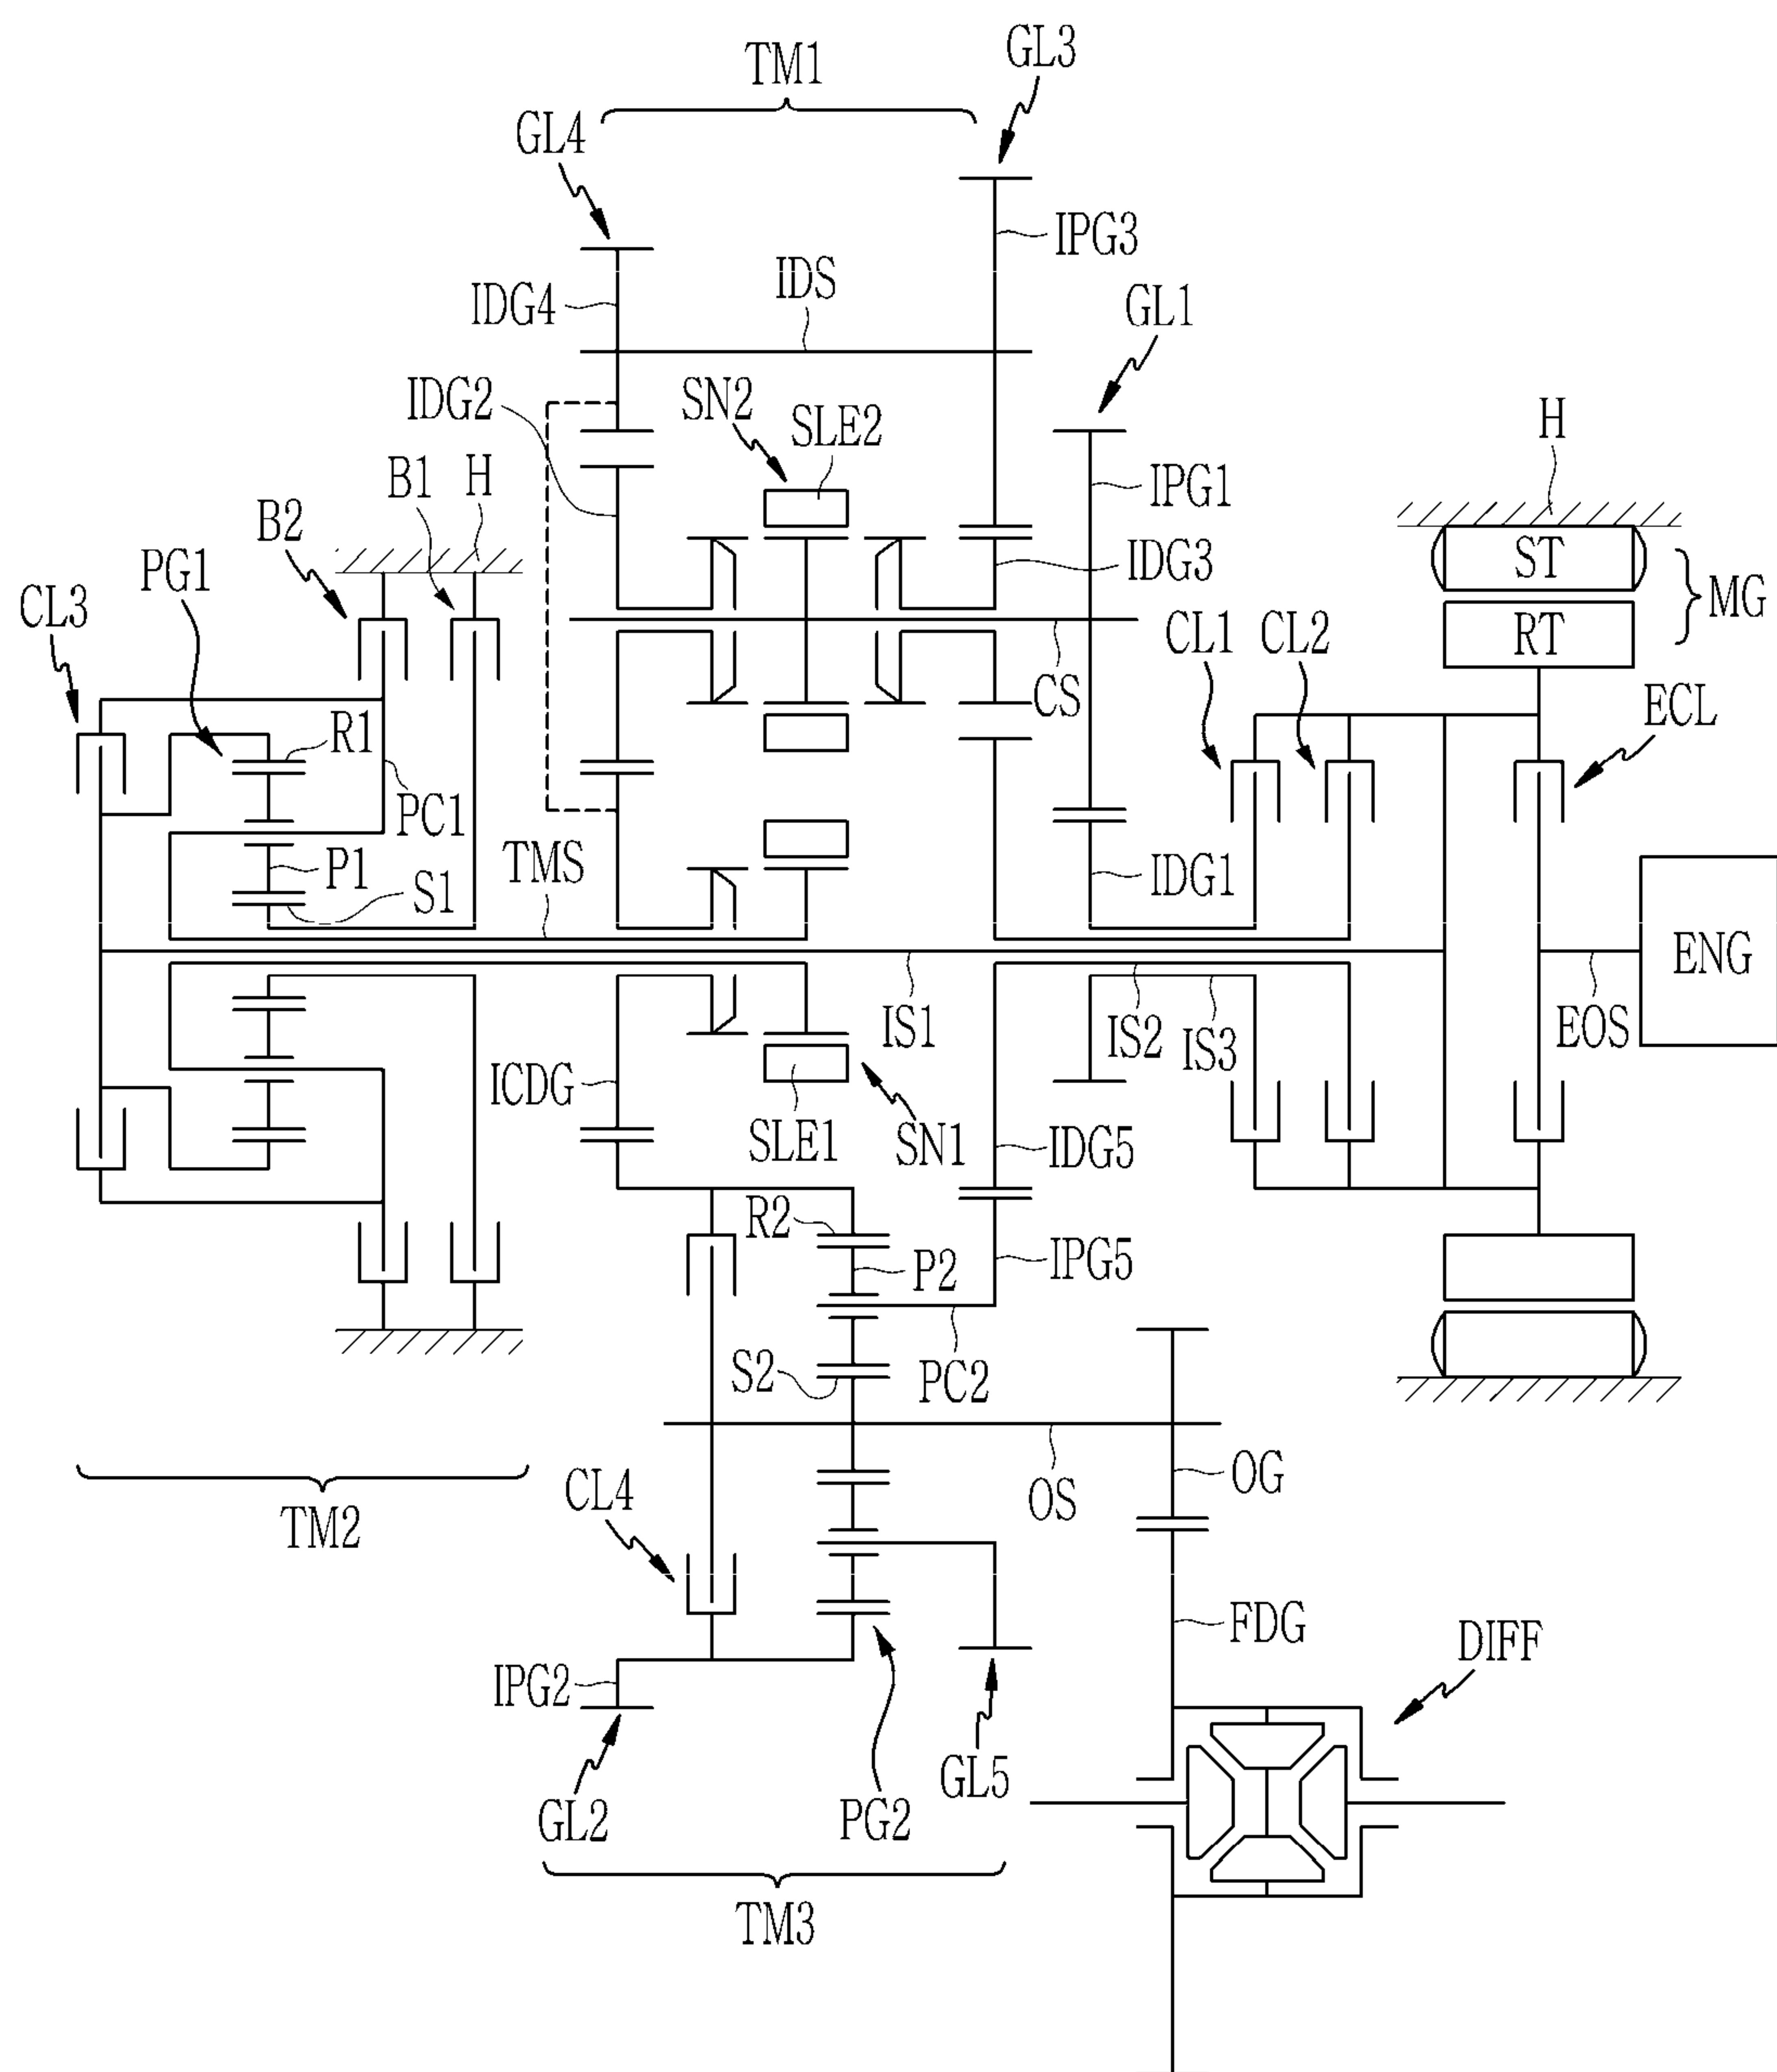 GL3
TM1
GL4
IPG3
IDG4
IDS
GL1
IDG2
SN2
SLE2
H
B1
H
IPG1
B2
PG1
IDG3
ST
MG
CL3
CL1
CL2
RT
CS
ECL
R1
PC1
TMS
P1
S1
IDG1
ENG
IS1
IS2
IS3
EOS
ICDG
SLE1
SN1
IDG5
R2
P2
IPG5
S2
PC2
CL4
OS
OG
TM2
FDG
DIFF
IPG2
GL5
GL2
PG2
TM3